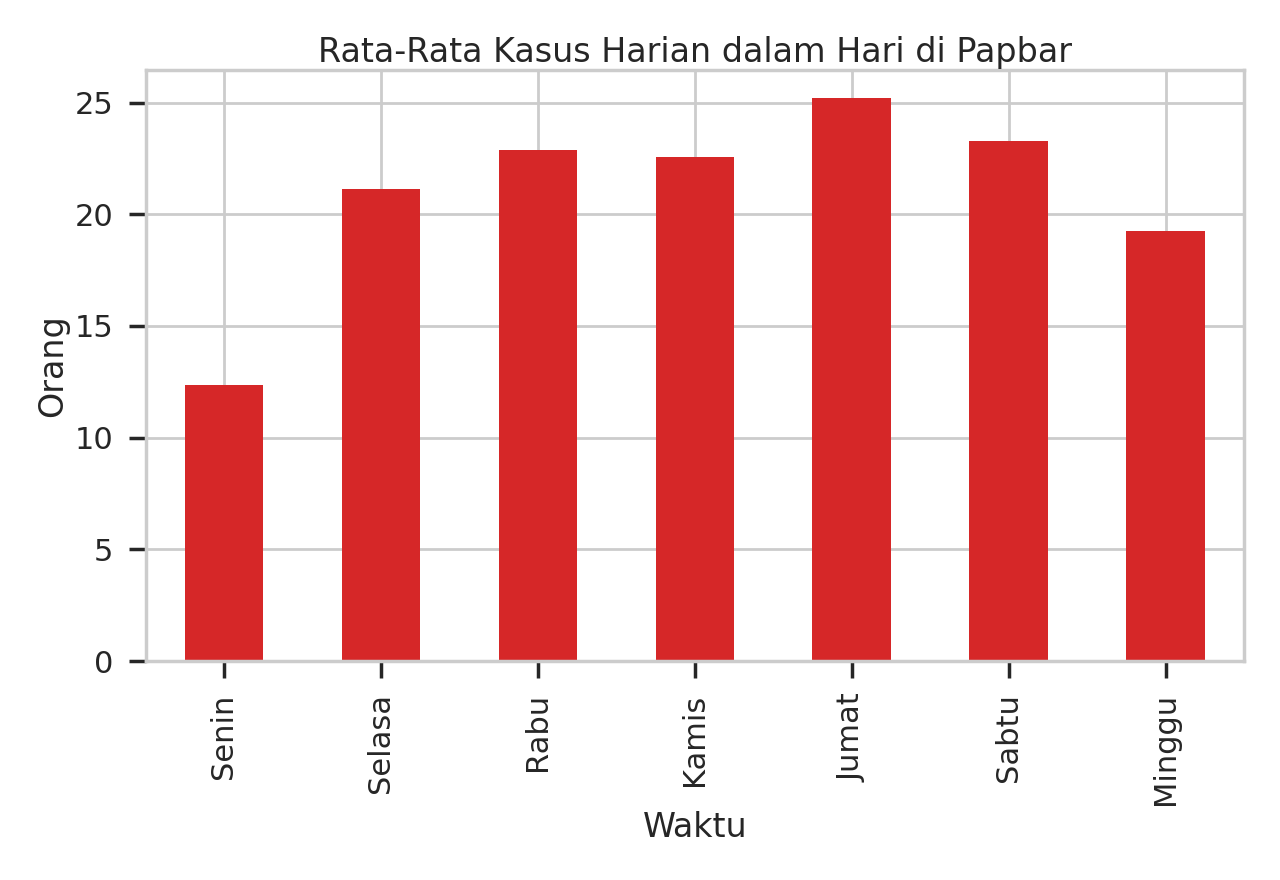 Rata-Rata Kasus Harian dalam Hari di Papbar
Orang
25
20
15
10
5
0
Senin
Selasa
Rabu
Kamis
Jumat
Sabtu
Minggu
Waktu